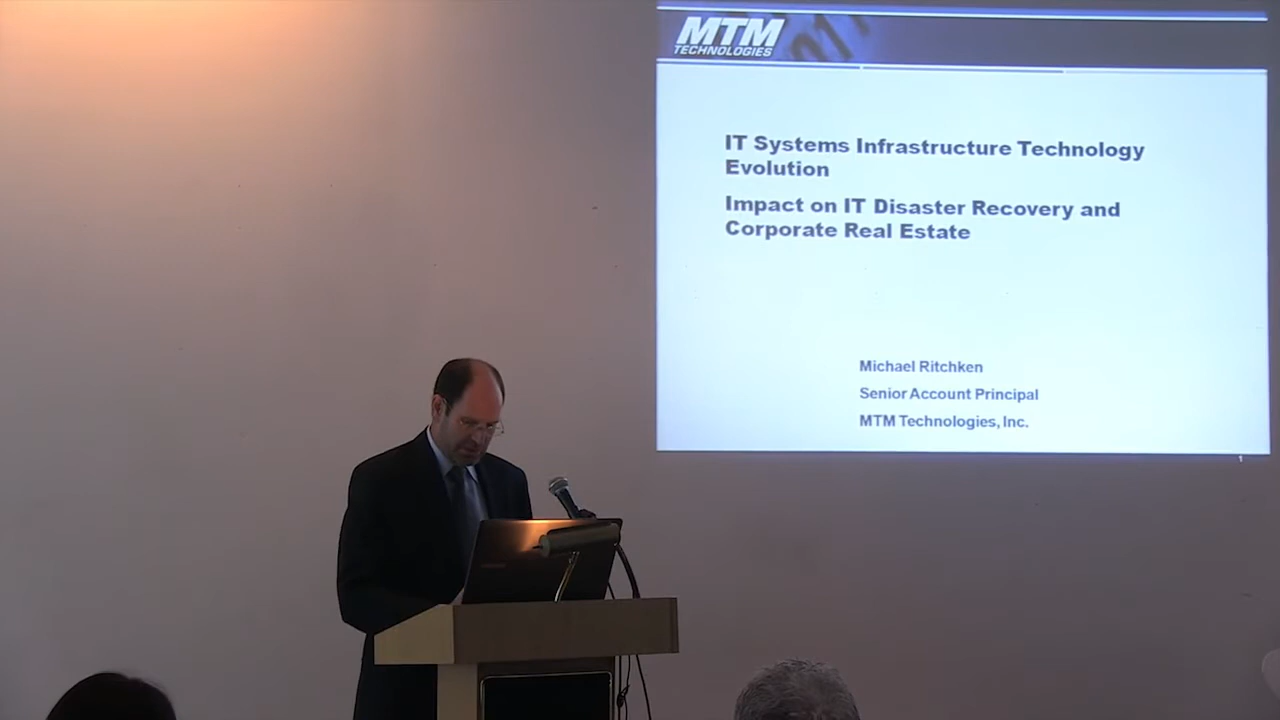 MTM
TECHNOLOGIES
IT Systems Infrastructure Technology
Evolution
Impact on IT Disaster Recovery and
Corporate Real Estate
Michael Ritchken
Senior Account Principal
MTM Technologies, Inc.
1